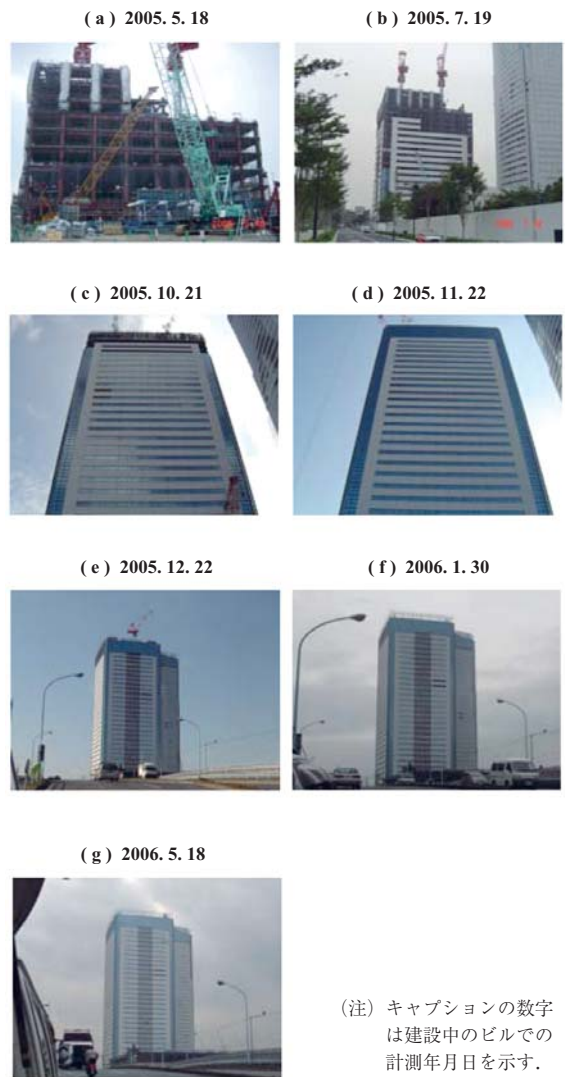 ( a ) 2005. 5. 18
( b ) 2005. 7. 19
( c ) 2005. 10. 21
( d ) 2005. 11. 22
( e ) 2005. 12. 22
( f ) 2006. 1. 30
( g ) 2006. 5. 18
（注）キャプションの数字
は建設中のビルでの
計測年月日を示す．